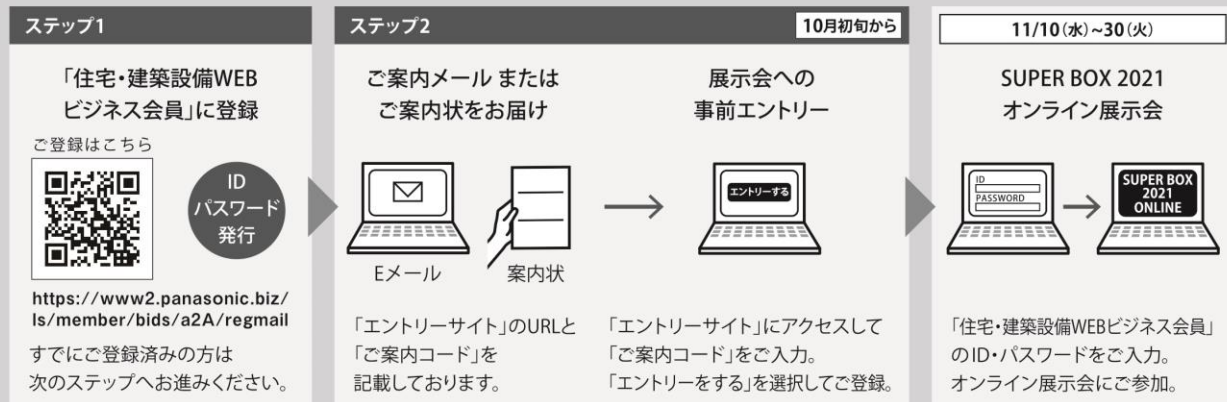 ステップ1
「住宅・建築設備WEB
ビジネス会員」に登録
ご登録はこちら
ID
パスワード
発行
https://www2.panasonic.biz/
ls/member/bids/a2A/regmail
すでにご登録済みの方は
次のステップへお進みください。
ステップ2
10月初旬から
ご案内メール または
ご案内状をお届け
Eメール
案内状
「エントリーサイト」のURLと
「ご案内コード」を
記載しております。
展示会への
事前エントリー
エントリーする
「エントリーサイト」にアクセスして
「ご案内コード」をご入力。
「エントリーをする」を選択してご登録。
11/10(水)~30(火)
SUPER BOX 2021
オンライン展示会
ID
PASSWORD
SUPER BOX
2021
ONLINE
「住宅・建築設備WEBビジネス会員」
のID・パスワードをご入力。
オンライン展示会にご参加。